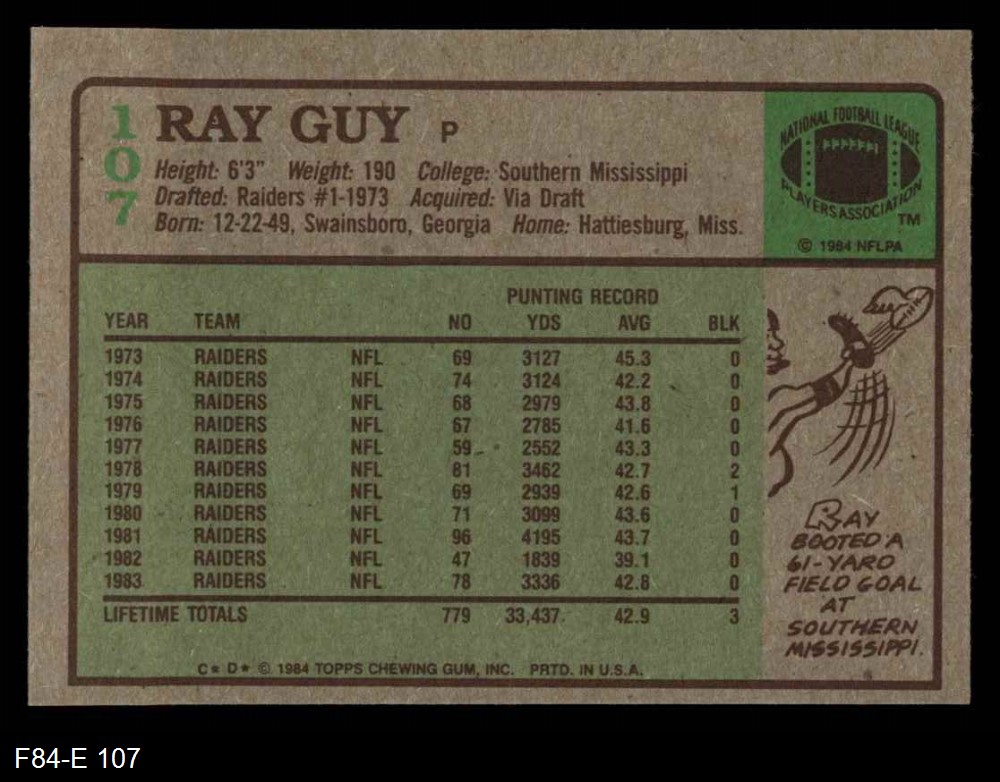 107
RAY GUY P
Height: 6'3" Weight: 190 College: Southern Mississippi
Drafted: Raiders #1-1973 Acquired: Via Draft
Born: 12-22-49, Swainsboro, Georgia Home: Hattiesburg, Miss.
NATIONAL FOOTBALL LEAGUE
PLAYERS ASSOCIATION
TM
© 1984 NFLPA
PUNTING RECORD
YEAR TEAM NO YDS AVG BLK
1973 RAIDERS NFL 69 3127 45.3 0
1974 RAIDERS NFL 74 3124 42.2 0
1975 RAIDERS NFL 68 2979 43.8 0
1976 RAIDERS NFL 67 2785 41.6 0
1977 RAIDERS NFL 59 2552 43.3 0
1978 RAIDERS NFL 81 3462 42.7 2
1979 RAIDERS NFL 69 2939 42.6 1
1980 RAIDERS NFL 71 3099 43.6 0
1981 RAIDERS NFL 96 4195 43.7 0
1982 RAIDERS NFL 47 1839 39.1 0
1983 RAIDERS NFL 78 3336 42.8 0
LIFETIME TOTALS 779 33,437 42.9 3
C* D* © 1984 TOPPS CHEWING GUM, INC. PRTD. IN U.S.A.
RAY
BOOTED A
61-YARD
FIELD GOAL
AT
SOUTHERN
MISSISSIPPI.
F84-E 107